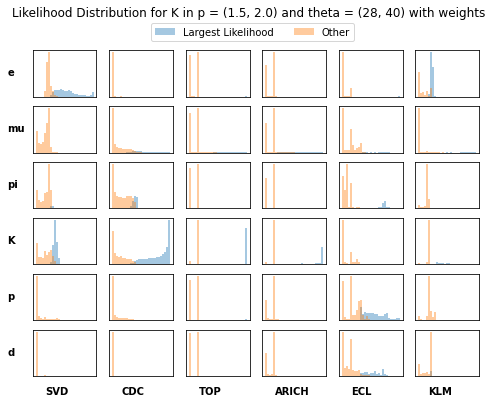 Likelihood Distribution for K in p = (1.5, 2.0) and theta = (28, 40) with weights
Largest Likelihood Other
e
mu
pi
K
p
d
SVD CDC TOP ARICH ECL KLM